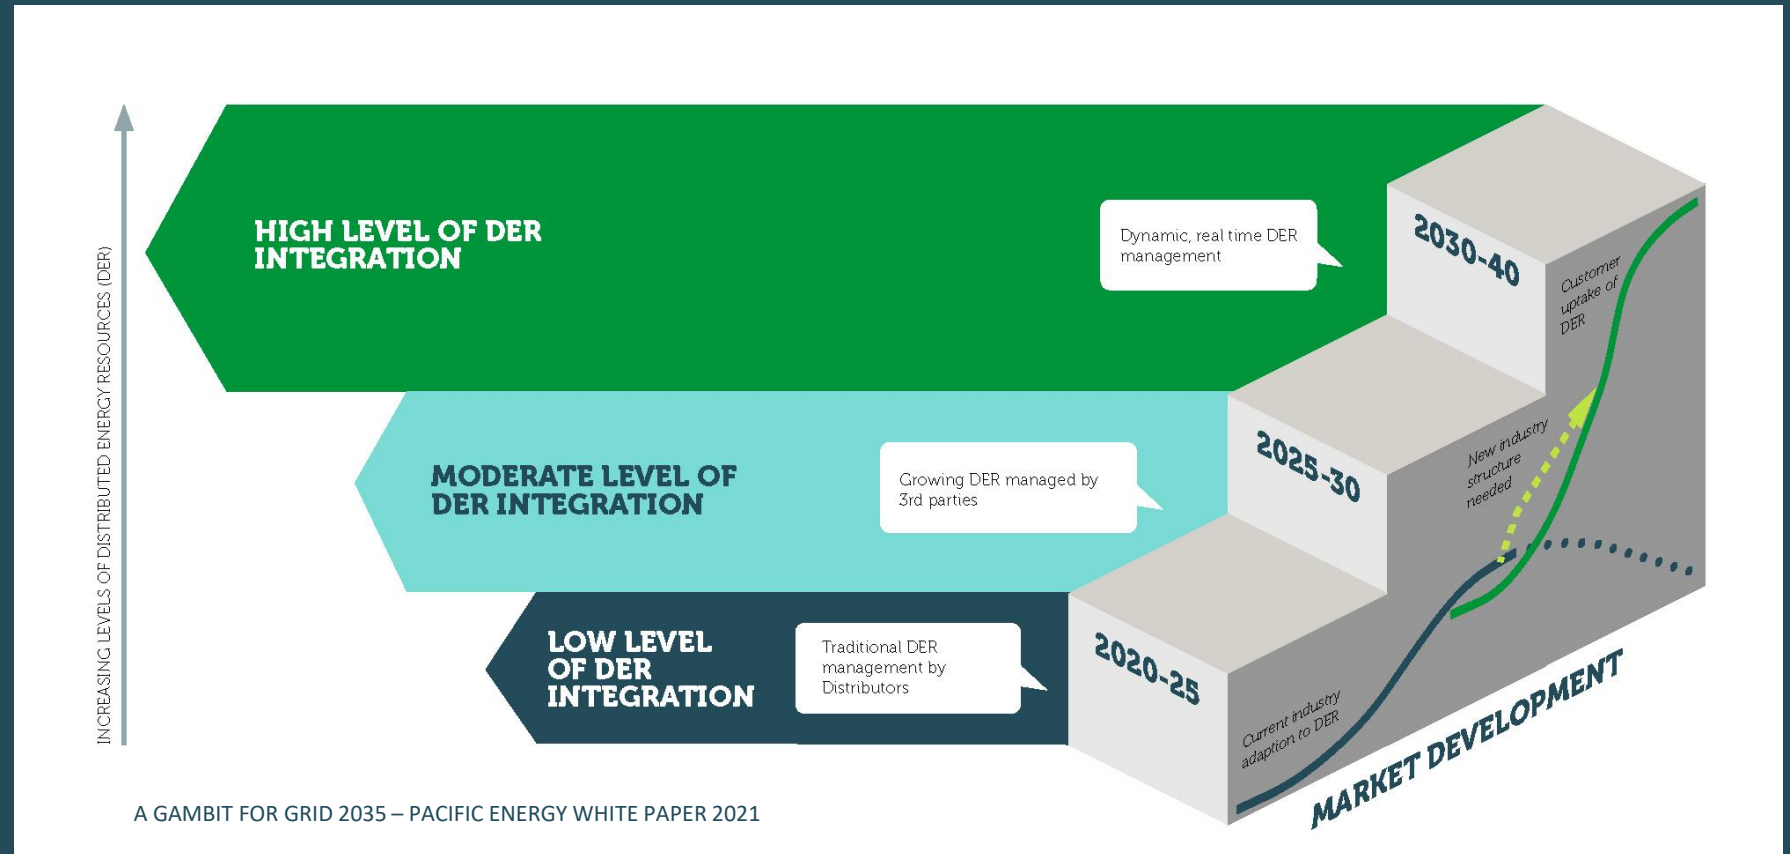 INCREASING LEVELS OF DISTRIBUTED ENERGY RESOURCES (DER)
HIGH LEVEL OF DER
INTEGRATION
Dynamic, real time DER
management
2030-40
Customer
uptake of
DER
MODERATE LEVEL OF
DER INTEGRATION
Growing DER managed by
3rd parties
2025-30
New industry
structure
needed
LOW LEVEL
OF DER
INTEGRATION
Traditional DER
management by
Distributors
2020-25
Current industry
adaption to DER
MARKET DEVELOPMENT
A GAMBIT FOR GRID 2035 – PACIFIC ENERGY WHITE PAPER 2021